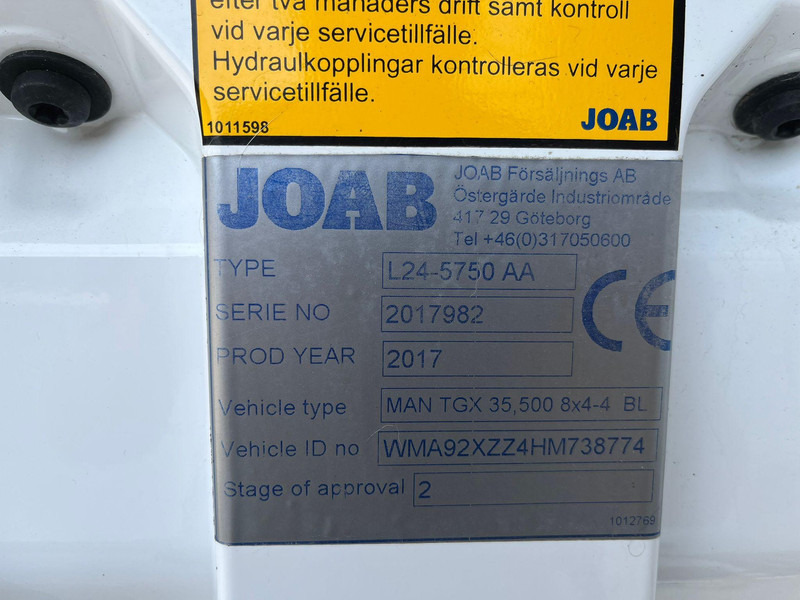 efter två månaders drift samt kontroll
vid varje servicetillfälle.
Hydraulkopplingar kontrolleras vid varje
servicetillfälle.
1011598 JOAB
JOAB
JOAB Försäljnings AB
Östergärde Industriområde
417 29 Göteborg
Tel +46(0)317050600
TYPE L24-5750 AA
SERIE NO 2017982
PROD YEAR 2017
CE
Vehicle type MAN TGX 35,500 8x4-4 BL
Vehicle ID no WMA92XZZ4HM738774
Stage of approval 2
1012769